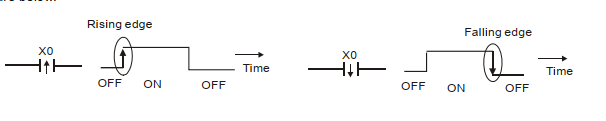 Rising edge
X0
Time
OFF ON OFF
Falling edge
X0
Time
OFF ON OFF